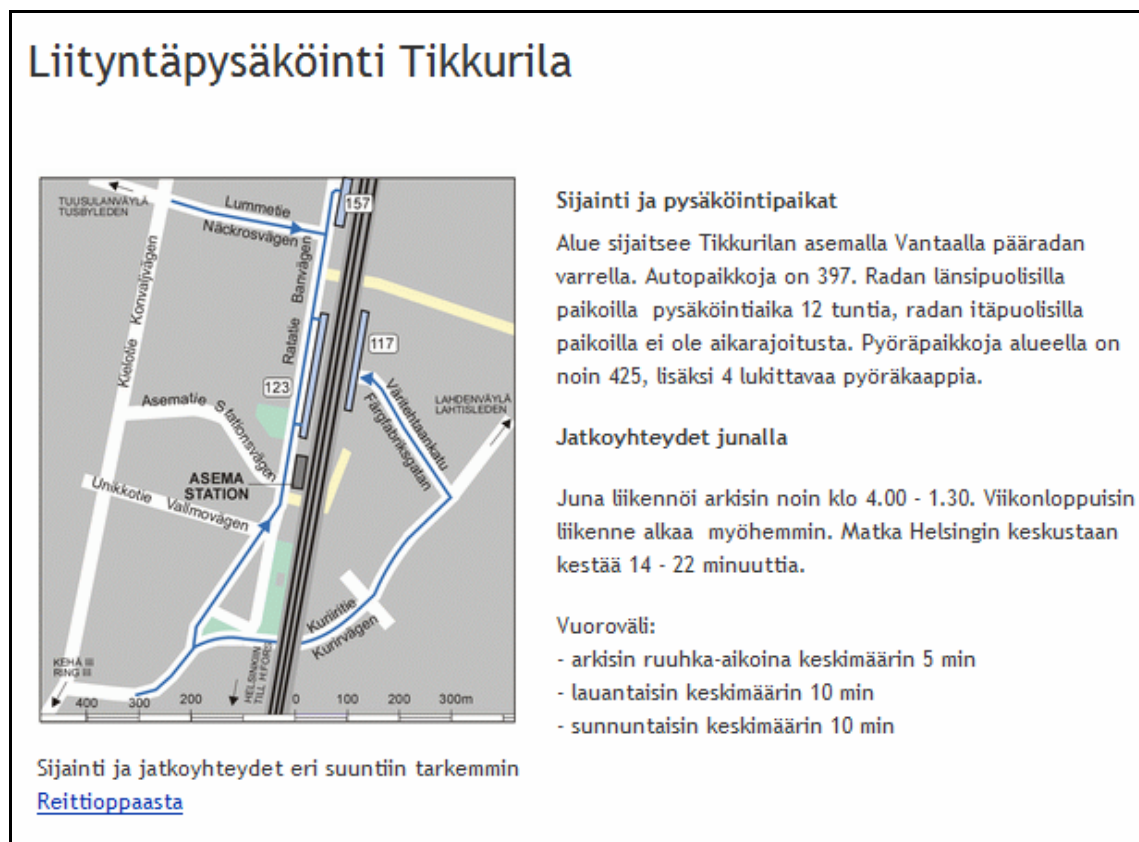 Liityntäpysäköinti Tikkurila
TUUSULANVÄYLÄ
TUSBYLEDEN
Lummetie
Näckrosvägen
157
Kielotie Konvaljvägen
Ratatie Banvägen
123
117
Asematie Stationsvägen
Väritehtaankatu
Färgfabriksgatan
LAHDENVÄYLÄ
LAHTISLEDEN
ASEMA
STATION
Unikkotie Vallmovägen
Kuriiritie
Kurirvägen
KEHÄ III
RING III
HELSINKIIN
TILL H:FORS
400 300 200 0 100 200 300m
Sijainti ja jatkoyhteydet eri suuntiin tarkemmin
Reittioppaasta
Sijainti ja pysäköintipaikat
Alue sijaitsee Tikkurilan asemalla Vantaalla pääradan
varrella. Autopaikkoja on 397. Radan länsipuolisilla
paikoilla pysäköintiaika 12 tuntia, radan itäpuolisilla
paikoilla ei ole aikarajoitusta. Pyöräpaikkoja alueella on
noin 425, lisäksi 4 lukittavaa pyöräkaappia.
Jatkoyhteydet junalla
Juna liikennöi arkisin noin klo 4.00 - 1.30. Viikonloppuisin
liikenne alkaa myöhemmin. Matka Helsingin keskustaan
kestää 14 - 22 minuuttia.
Vuoroväli:
- arkisin ruuhka-aikoina keskimäärin 5 min
- lauantaisin keskimäärin 10 min
- sunnuntaisin keskimäärin 10 min